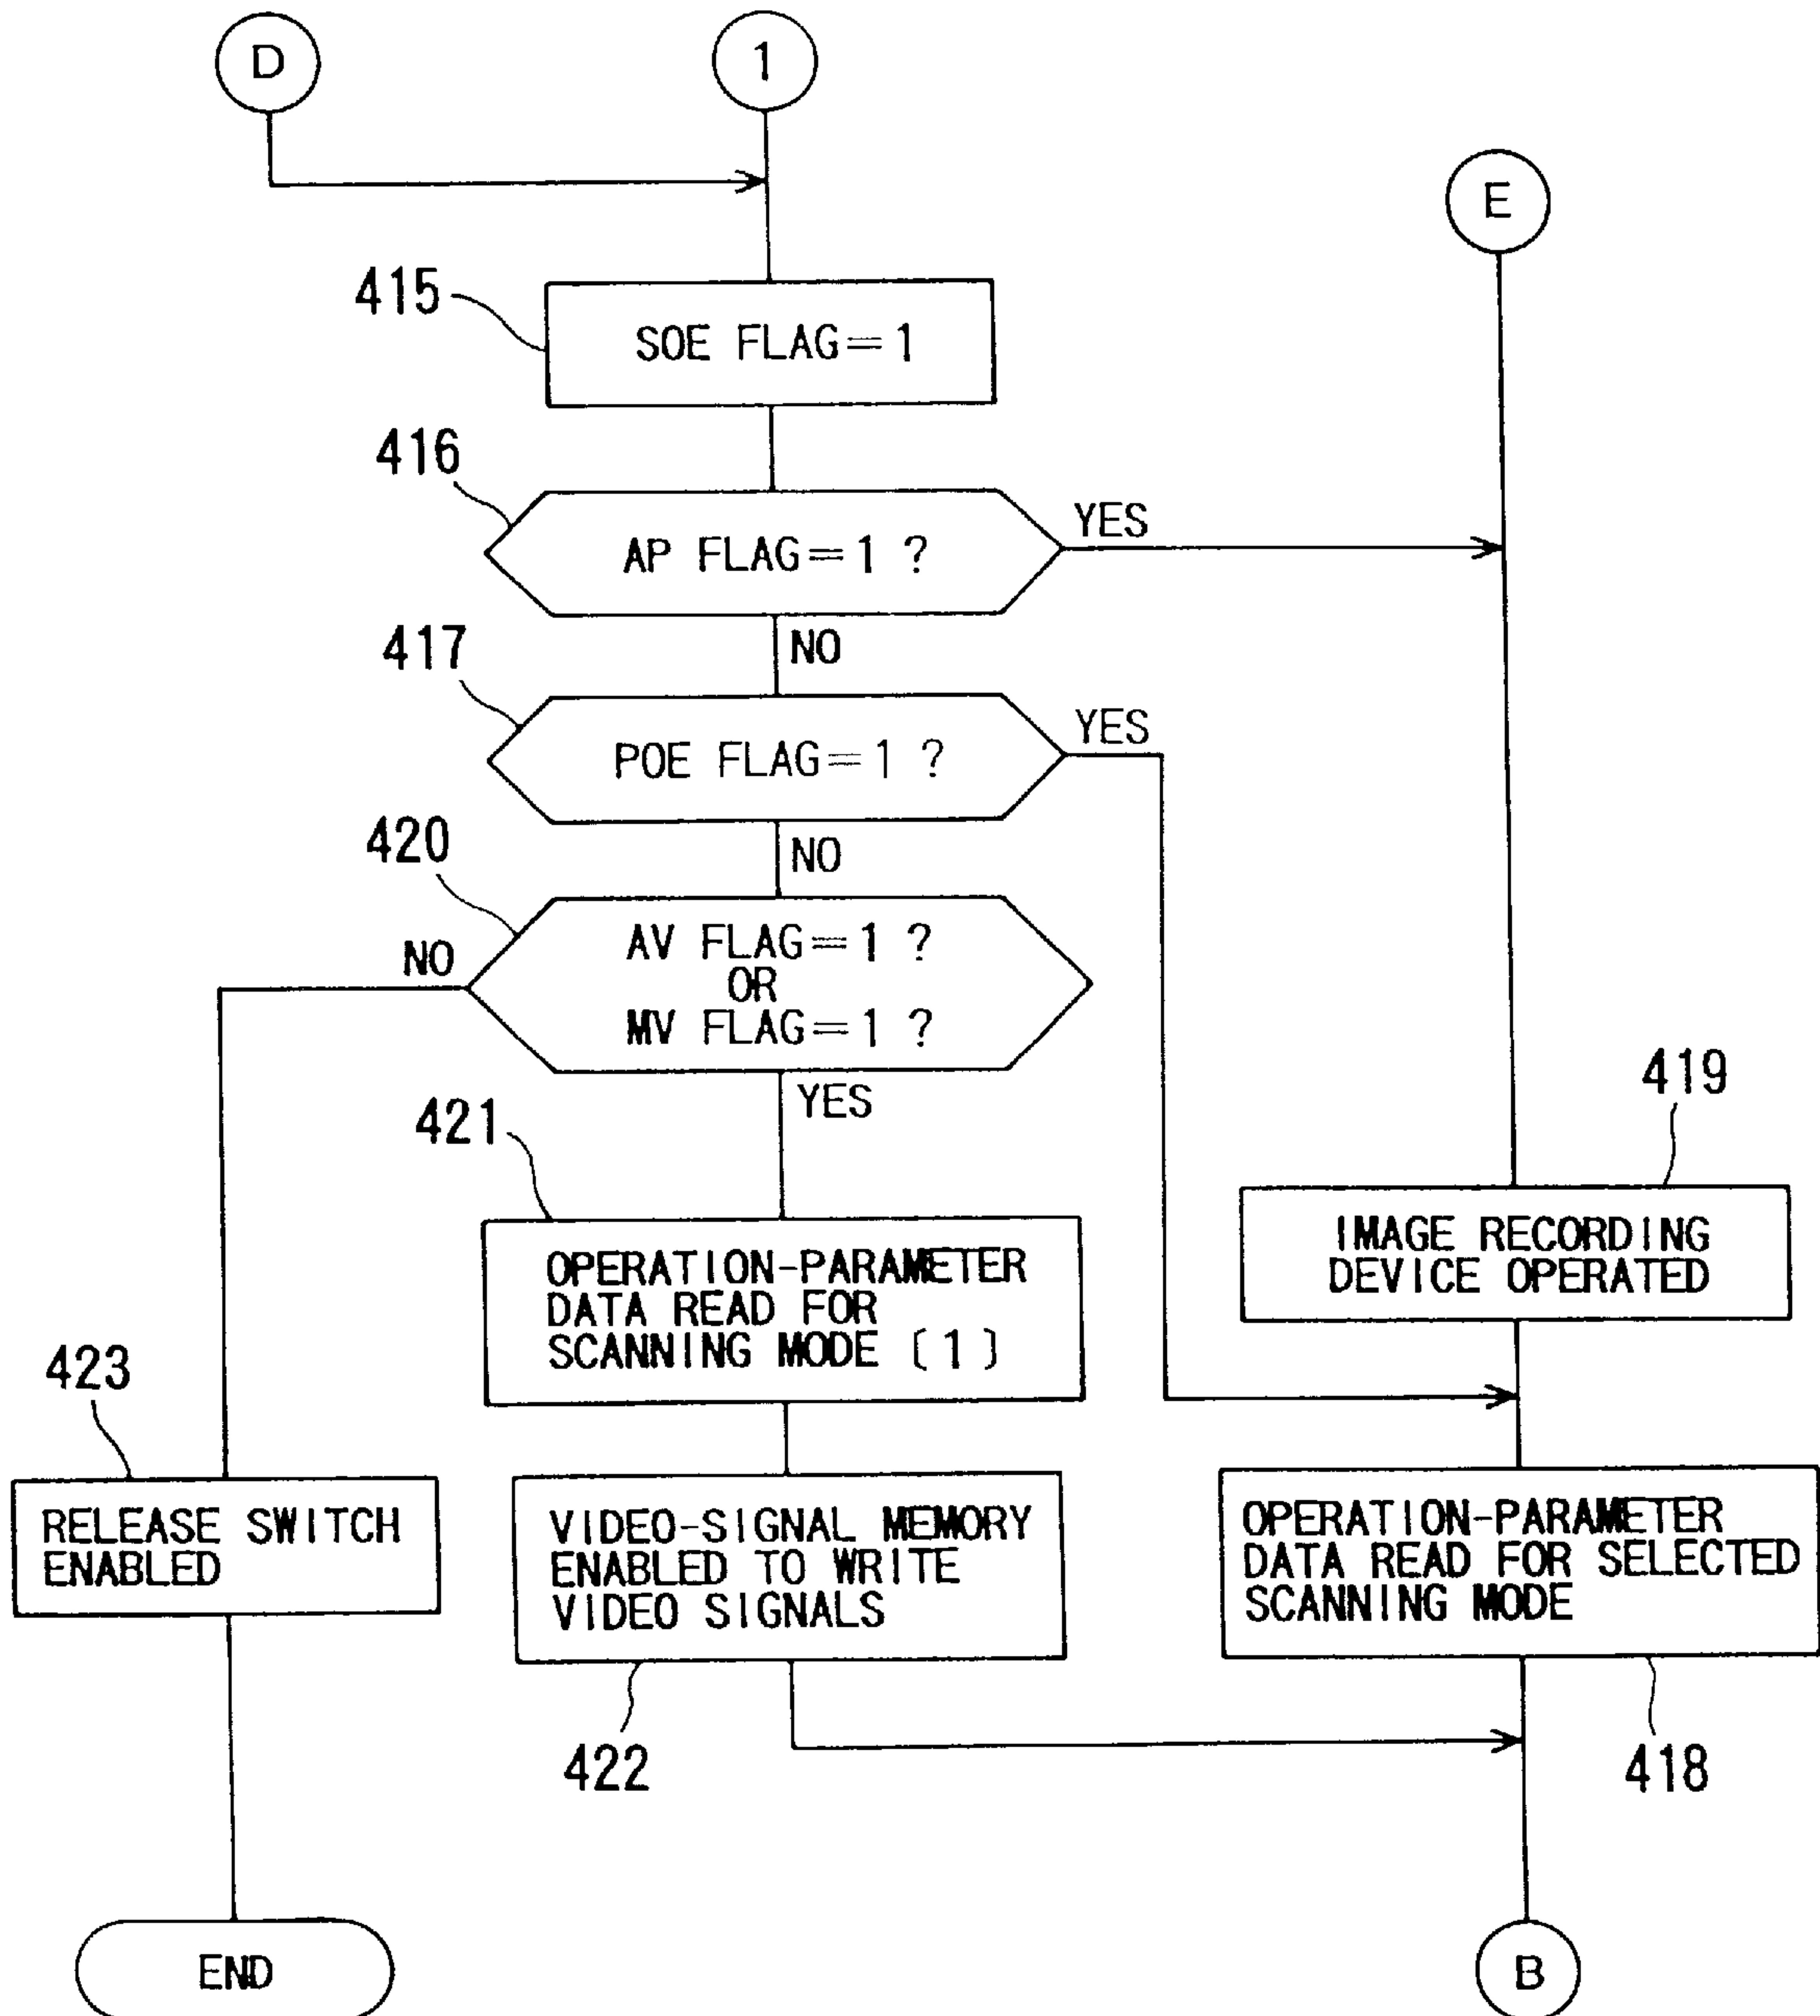 D
1
E
415
SOE FLAG=1
416
AP FLAG=1 ?
YES
NO
417
POE FLAG=1 ?
YES
NO
420
AV FLAG=1 ?
OR
MV FLAG=1 ?
NO
YES
419
IMAGE RECORDING
DEVICE OPERATED
421
OPERATION-PARAMETER
DATA READ FOR
SCANNING MODE [1]
423
RELEASE SWITCH
ENABLED
VIDEO-SIGNAL MEMORY
ENABLED TO WRITE
VIDEO SIGNALS
422
OPERATION-PARAMETER
DATA READ FOR SELECTED
SCANNING MODE
418
END
B